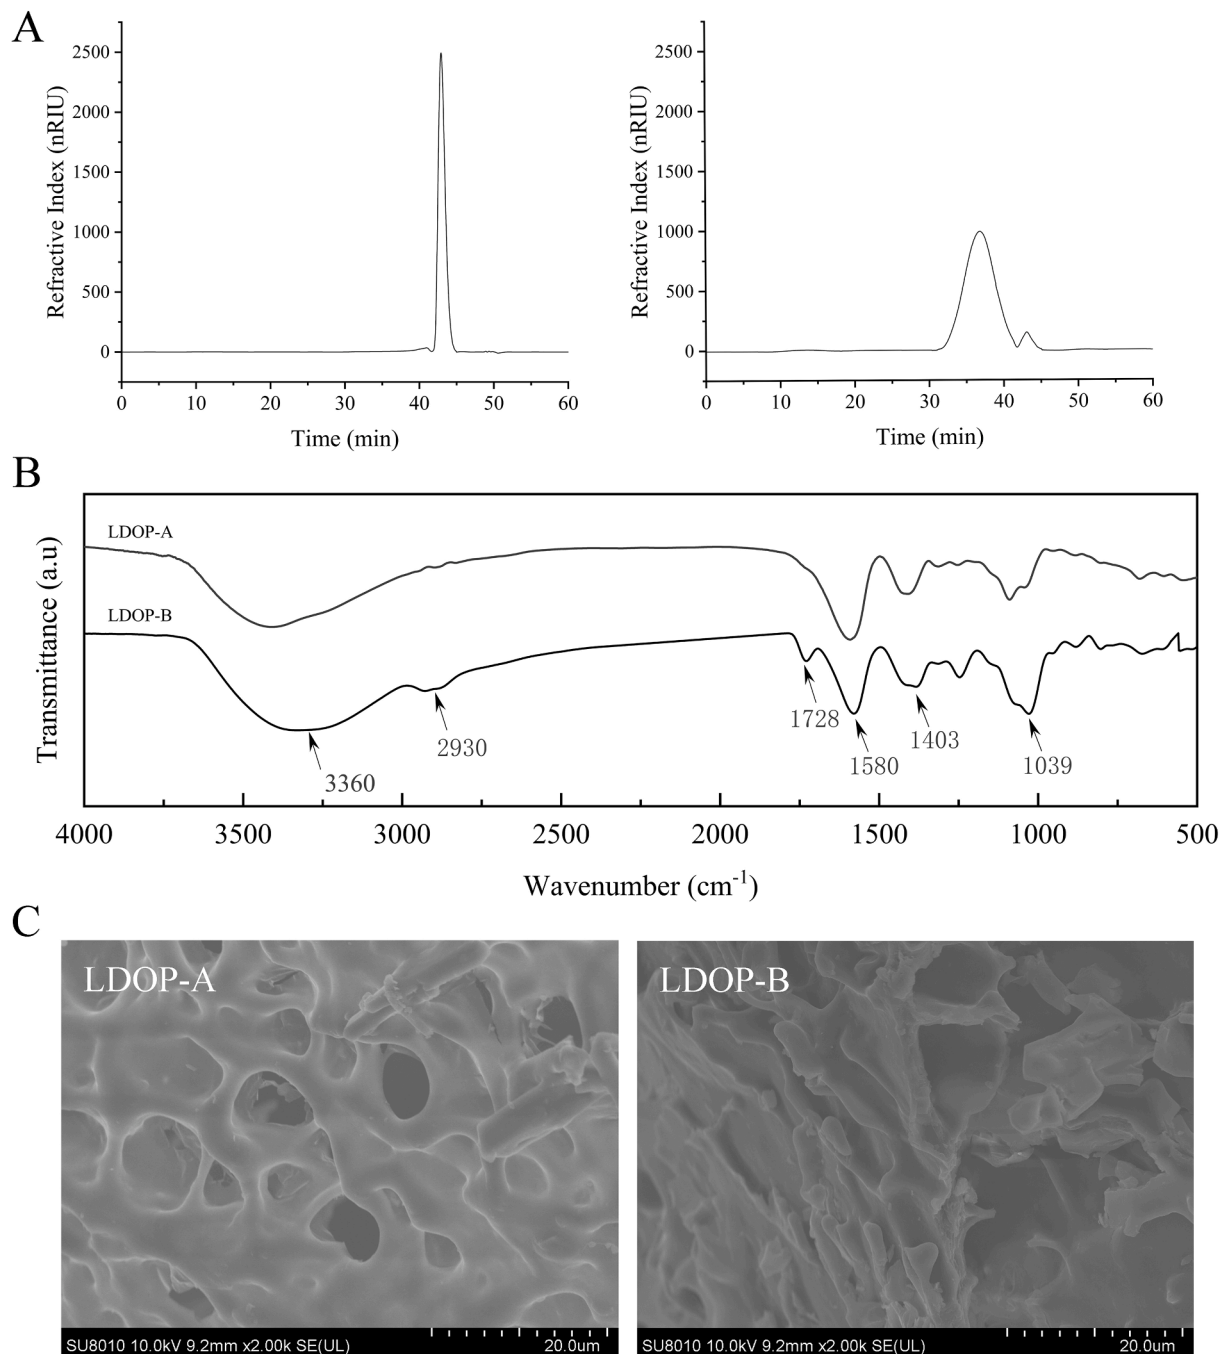 A
2500
2000
1500
1000
500
0
Refractive Index (nRIU)
0 10 20 30 40 50 60
Time (min)
2500
2000
1500
1000
500
0
Refractive Index (nRIU)
0 10 20 30 40 50 60
Time (min)
B
LDOP-A
LDOP-B
Transmittance (a.u)
3360
2930
1728
1580
1403
1039
4000 3500 3000 2500 2000 1500 1000 500
Wavenumber (cm-1)
C
LDOP-A
SU8010 10.0kV 9.2mm x2.00k SE(UL) 20.0um
LDOP-B
SU8010 10.0kV 9.2mm x2.00k SE(UL) 20.0um